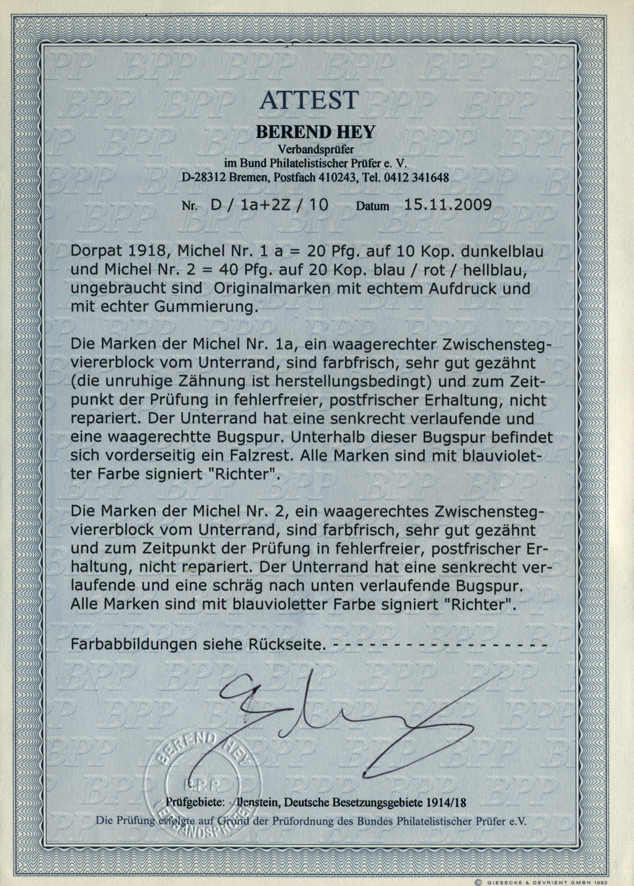 ATTEST
BEREND HEY
Verbandsprüfer
im Bund Philatelistischer Prüfer e. V.
D-28312 Bremen, Postfach 410243, Tel. 0412 341648
Nr. D / 1a+2Z / 10 Datum 15.11.2009
Dorpat 1918, Michel Nr. 1 a = 20 Pfg. auf 10 Kop. dunkelblau
und Michel Nr. 2 = 40 Pfg. auf 20 Kop. blau / rot / hellblau,
ungebraucht sind Originalmarken mit echtem Aufdruck und
mit echter Gummierung.
Die Marken der Michel Nr. 1a, ein waagerechter Zwischensteg-
viererblock vom Unterrand, sind farbfrisch, sehr gut gezähnt
(die unruhige Zähnung ist herstellungsbedingt) und zum Zeit-
punkt der Prüfung in fehlerfreier, postfrischer Erhaltung, nicht
repariert. Der Unterrand hat eine senkrecht verlaufende und
eine waagerechtte Bugspur. Unterhalb dieser Bugspur befindet
sich vorderseitig ein Falzrest. Alle Marken sind mit blauviolet-
ter Farbe signiert "Richter".
Die Marken der Michel Nr. 2, ein waagerechtes Zwischensteg-
viererblock vom Unterrand, sind farbfrisch, sehr gut gezähnt
und zum Zeitpunkt der Prüfung in fehlerfreier, postfrischer Er-
haltung, nicht repariert. Der Unterrand hat eine senkrecht ver-
laufende und eine schräg nach unten verlaufende Bugspur.
Alle Marken sind mit blauvioletter Farbe signiert "Richter".
Farbabbildungen siehe Rückseite. - - - - - - - - - - - - - - - - - -
BEREND HEY
BPP
VERBANDSPRÜFER
Prüfgebiete: Allenstein, Deutsche Besetzungsgebiete 1914/18
Die Prüfung erfolgte auf Grund der Prüfordnung des Bundes Philatelistischer Prüfer e.V.
© GIESECKE & DEVRIENT GMBH 1993